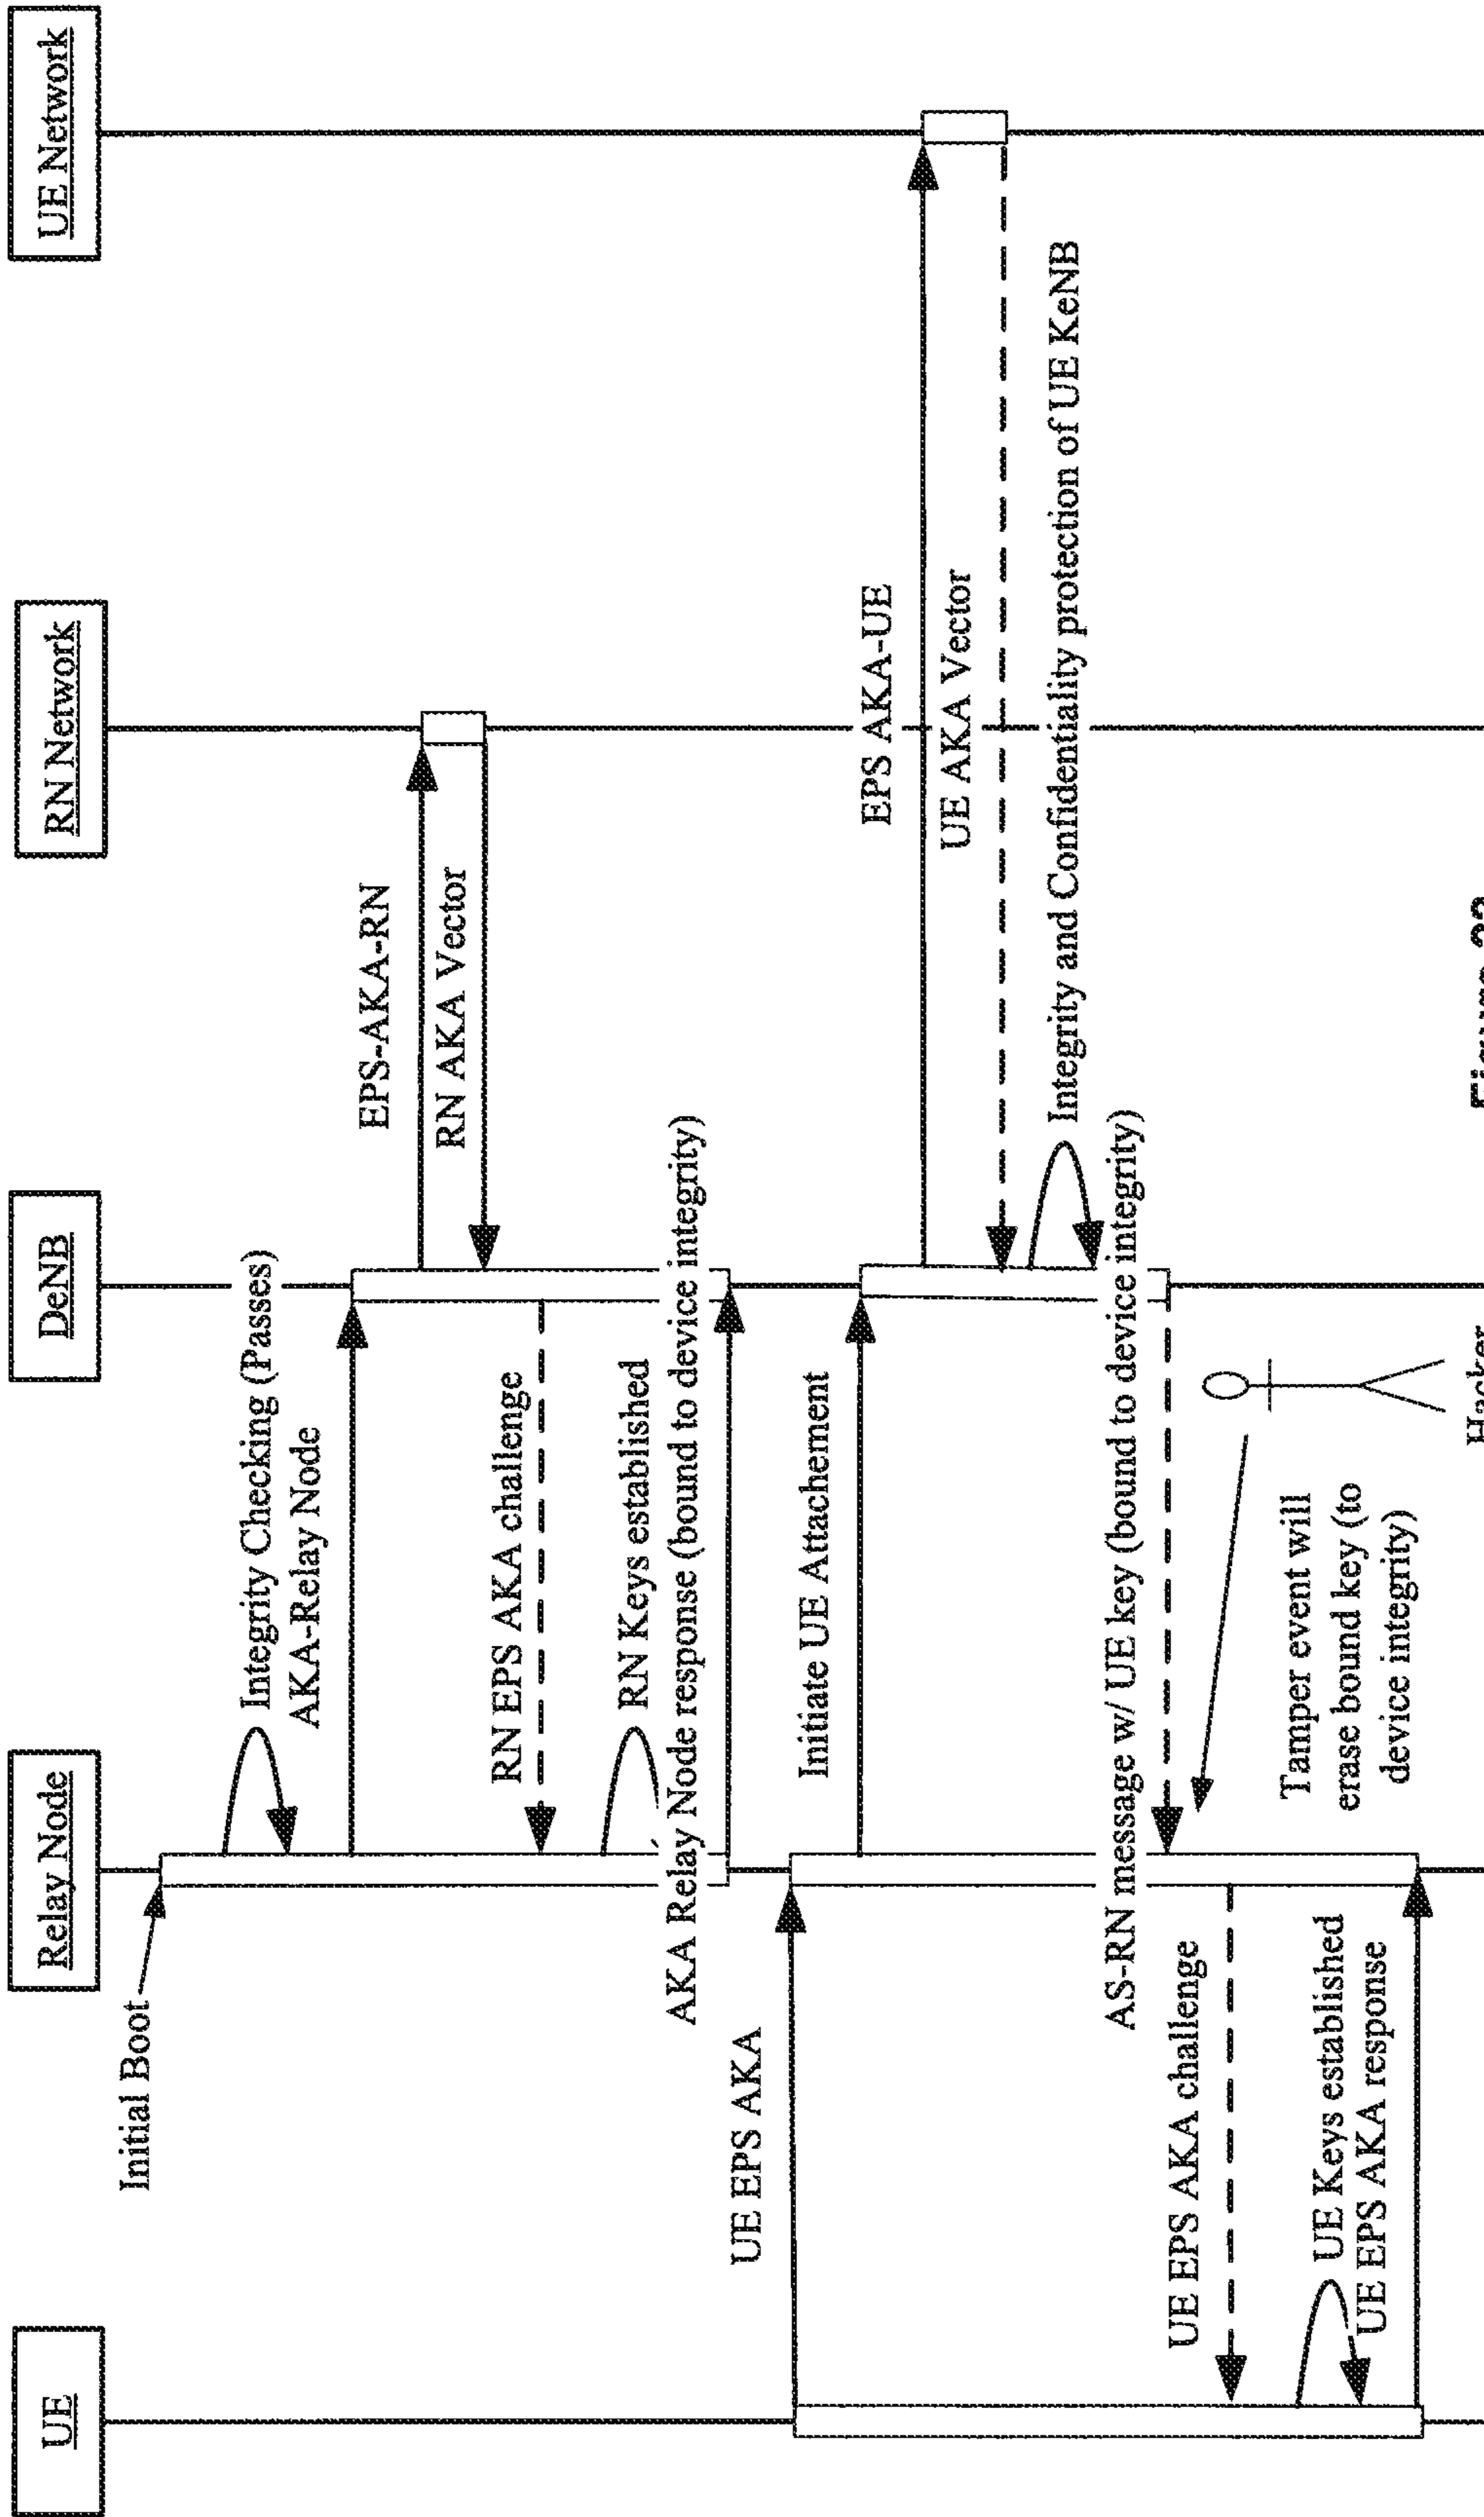 UE
Relay Node
DeNB
RN Network
UE Network
Initial Boot
Integrity Checking (Passes)
AKA-Relay Node
EPS-AKA-RN
RN AKA Vector
RN EPS AKA challenge
RN Keys established
AKA Relay Node response (bound to device integrity)
UE EPS AKA
Initiate UE Attachement
EPS AKA-UE
UE AKA Vector
Integrity and Confidentiality protection of UE KeNB
AS-RN message w/ UE key (bound to device integrity)
UE EPS AKA challenge
Tamper event will
erase bound key (to
device integrity)
UE Keys established
UE EPS AKA response
Hacker